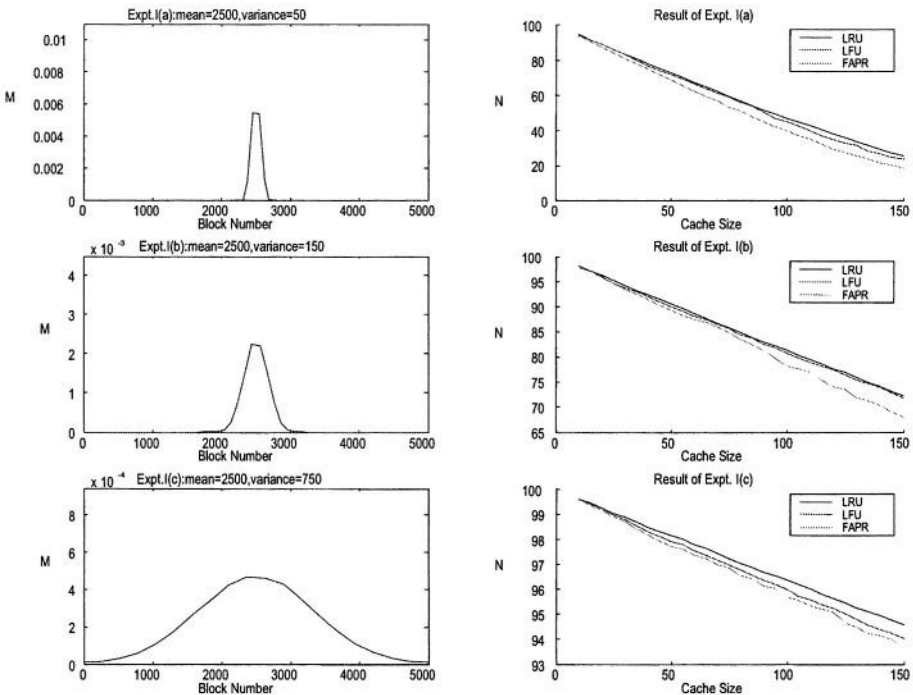 Expt.I(a):mean=2500,variance=50
0.01
0.008
0.006
0.004
0.002
0
M
0 1000 2000 3000 4000 5000
Block Number
Result of Expt. I(a)
100
80
60
40
20
0
N
LRU
LFU
FAPR
0 50 100 150
Cache Size
x 10 -3 Expt.I(b):mean=2500,variance=150
4
3
2
1
0
M
0 1000 2000 3000 4000 5000
Block Number
Result of Expt. I(b)
100
95
90
85
80
75
70
65
N
LRU
LFU
FAPR
0 50 100 150
Cache Size
x 10 -4 Expt.I(c):mean=2500,variance=750
8
6
4
2
0
M
0 1000 2000 3000 4000 5000
Block Number
Result of Expt. I(c)
100
99
98
97
96
95
94
93
N
LRU
LFU
FAPR
0 50 100 150
Cache Size